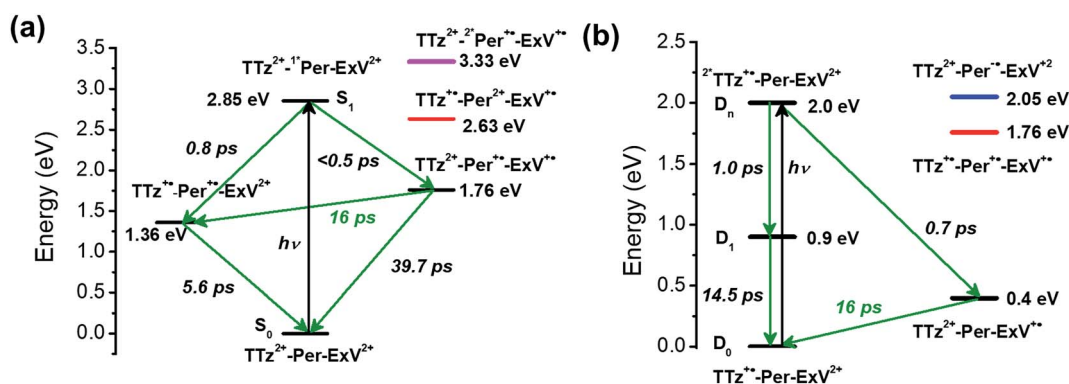 (a)
Energy (eV)
3.5
3.0
2.5
2.0
1.5
1.0
0.5
0.0
TTz²⁺-²*Per⁺•-ExV⁺•
3.33 eV
TTz²⁺-¹*Per-ExV²⁺
2.85 eV
S₁
TTz⁺•-Per²⁺-ExV⁺•
2.63 eV
0.8 ps
<0.5 ps
TTz²⁺-Per⁺•-ExV⁺•
1.76 eV
TTz⁺•-Per⁺•-ExV²⁺
1.36 eV
16 ps
hν
5.6 ps
39.7 ps
S₀
TTz²⁺-Per-ExV²⁺
(b)
Energy (eV)
2.5
2.0
1.5
1.0
0.5
0.0
²*TTz⁺•-Per-ExV²⁺
Dₙ
2.0 eV
TTz²⁺-Per⁻•-ExV⁺²
2.05 eV
1.76 eV
TTz⁺•-Per⁺•-ExV⁺•
1.0 ps
hν
D₁
0.9 eV
0.7 ps
14.5 ps
16 ps
0.4 eV
TTz²⁺-Per-ExV⁺•
D₀
TTz⁺•-Per-ExV²⁺